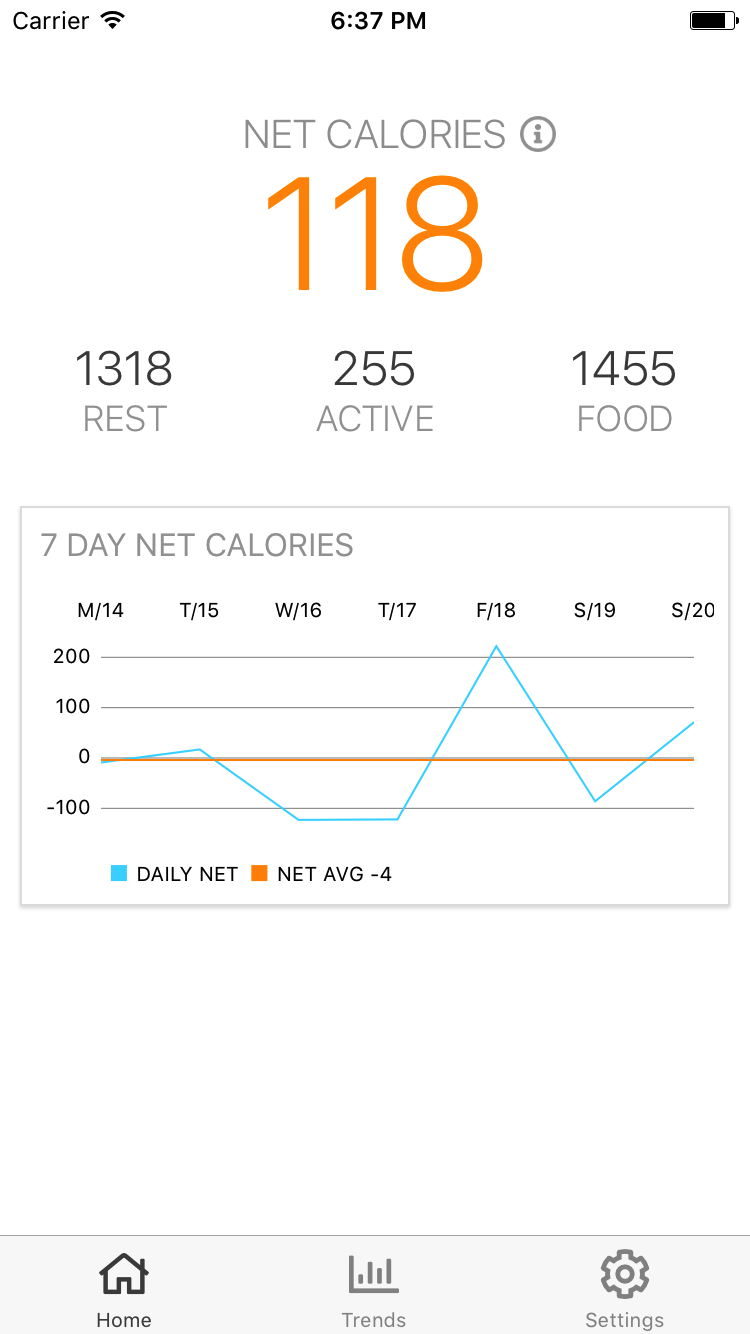 Carrier 6:37 PM
NET CALORIES
118
1318 255 1455
REST ACTIVE FOOD
7 DAY NET CALORIES
M/14 T/15 W/16 T/17 F/18 S/19 S/20
200
100
0
-100
DAILY NET NET AVG -4
Home Trends Settings